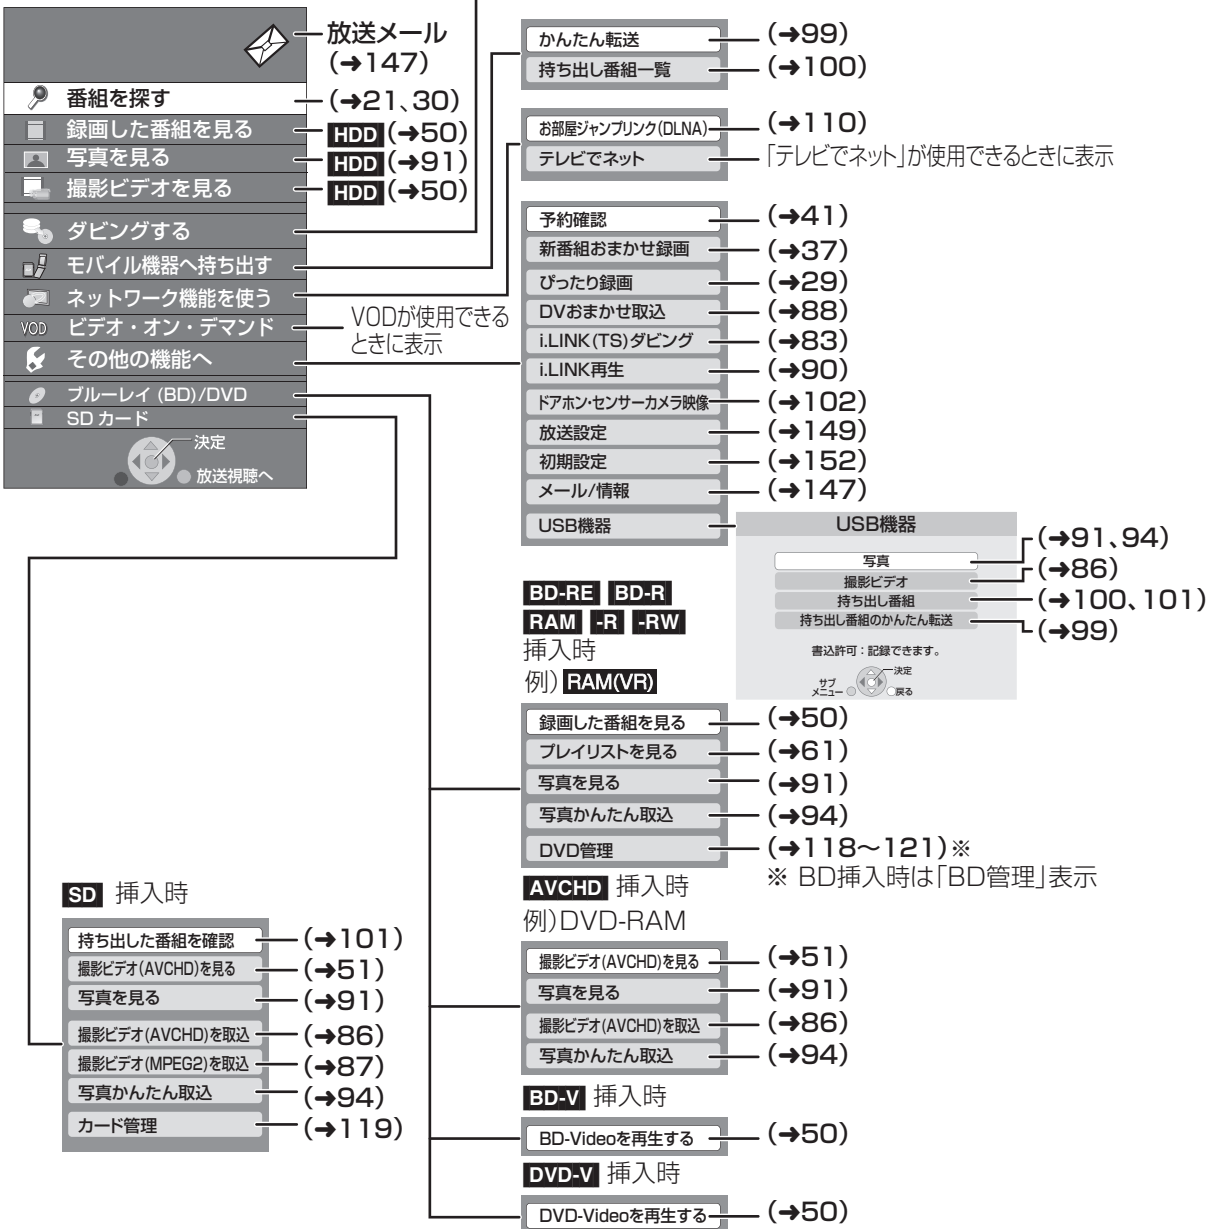 放送メール
(➜147)
番組を探す
(➜21、30)
録画した番組を見る
HDD (➜50)
写真を見る
HDD (➜91)
撮影ビデオを見る
HDD (➜50)
ダビングする
モバイル機器へ持ち出す
ネットワーク機能を使う
VOD ビデオ・オン・デマンド
VODが使用できる
ときに表示
その他の機能へ
ブルーレイ (BD)/DVD
SD カード
決定
放送視聴へ
かんたん転送 (➜99)
持ち出し番組一覧 (➜100)
お部屋ジャンプリンク(DLNA) (➜110)
テレビでネット 「テレビでネット」が使用できるときに表示
予約確認 (➜41)
新番組おまかせ録画 (➜37)
ぴったり録画 (➜29)
DVおまかせ取込 (➜88)
i.LINK(TS)ダビング (➜83)
i.LINK再生 (➜90)
ドアホン・センサーカメラ映像 (➜102)
放送設定 (➜149)
初期設定 (➜152)
メール/情報 (➜147)
USB機器
USB機器
写真 (➜91、94)
撮影ビデオ (➜86)
持ち出し番組 (➜100、101)
持ち出し番組のかんたん転送 (➜99)
書込許可：記録できます。
決定
サブ
メニュー
戻る
BD-RE BD-R
RAM -R -RW
挿入時
例) RAM(VR)
録画した番組を見る (➜50)
プレイリストを見る (➜61)
写真を見る (➜91)
写真かんたん取込 (➜94)
DVD管理 (➜118～121)※
※ BD挿入時は「BD管理」表示
AVCHD 挿入時
例)DVD-RAM
撮影ビデオ(AVCHD)を見る (➜51)
写真を見る (➜91)
撮影ビデオ(AVCHD)を取込 (➜86)
写真かんたん取込 (➜94)
BD-V 挿入時
BD-Videoを再生する (➜50)
DVD-V 挿入時
DVD-Videoを再生する (➜50)
SD 挿入時
持ち出した番組を確認 (➜101)
撮影ビデオ(AVCHD)を見る (➜51)
写真を見る (➜91)
撮影ビデオ(AVCHD)を取込 (➜86)
撮影ビデオ(MPEG2)を取込 (➜87)
写真かんたん取込 (➜94)
カード管理 (➜119)